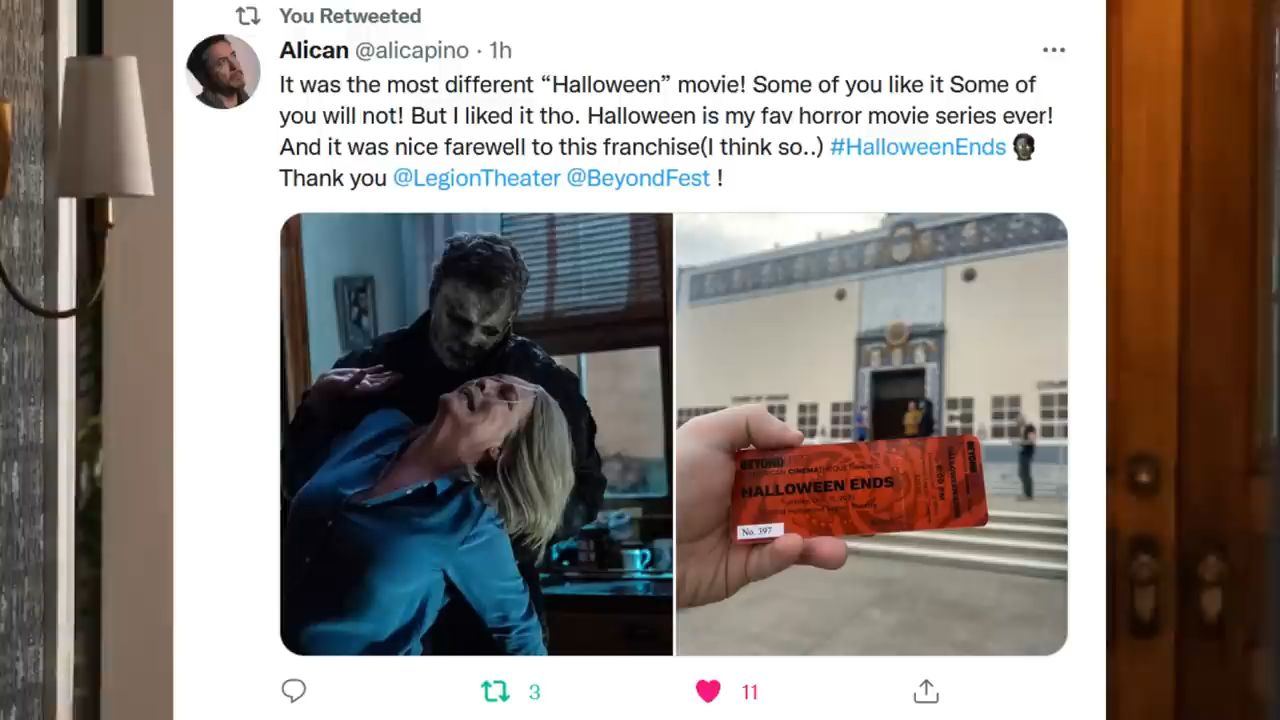 You Retweeted
Alican @alicapino · 1h
It was the most different “Halloween” movie! Some of you like it Some of
you will not! But I liked it tho. Halloween is my fav horror movie series ever!
And it was nice farewell to this franchise(I think so..) #HalloweenEnds
Thank you @LegionTheater @BeyondFest !
BEYOND
HALLOWEEN ENDS
No. 397
BEYOND
3
11